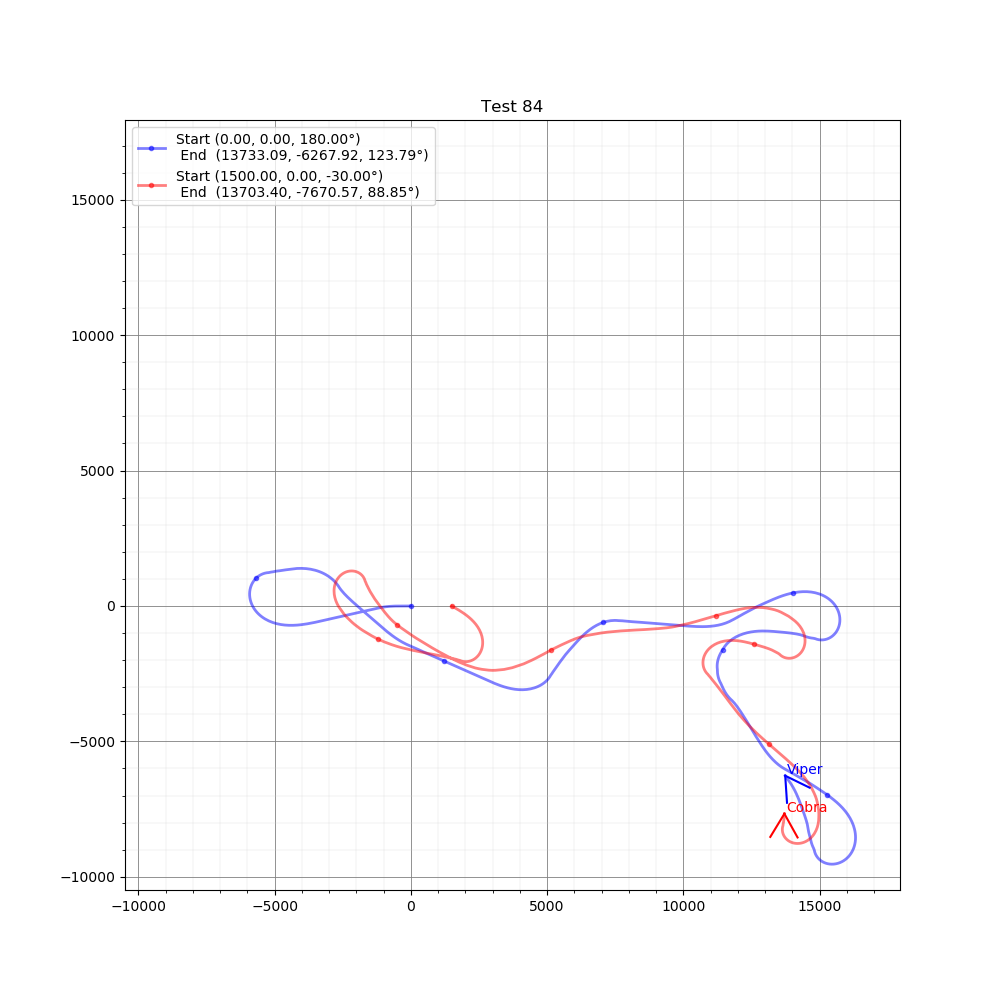 Test 84
Start (0.00, 0.00, 180.00°)
End  (13733.09, -6267.92, 123.79°)
Start (1500.00, 0.00, -30.00°)
End  (13703.40, -7670.57, 88.85°)
15000
10000
5000
0
−5000
−10000
Viper
Cobra
−10000
−5000
0
5000
10000
15000